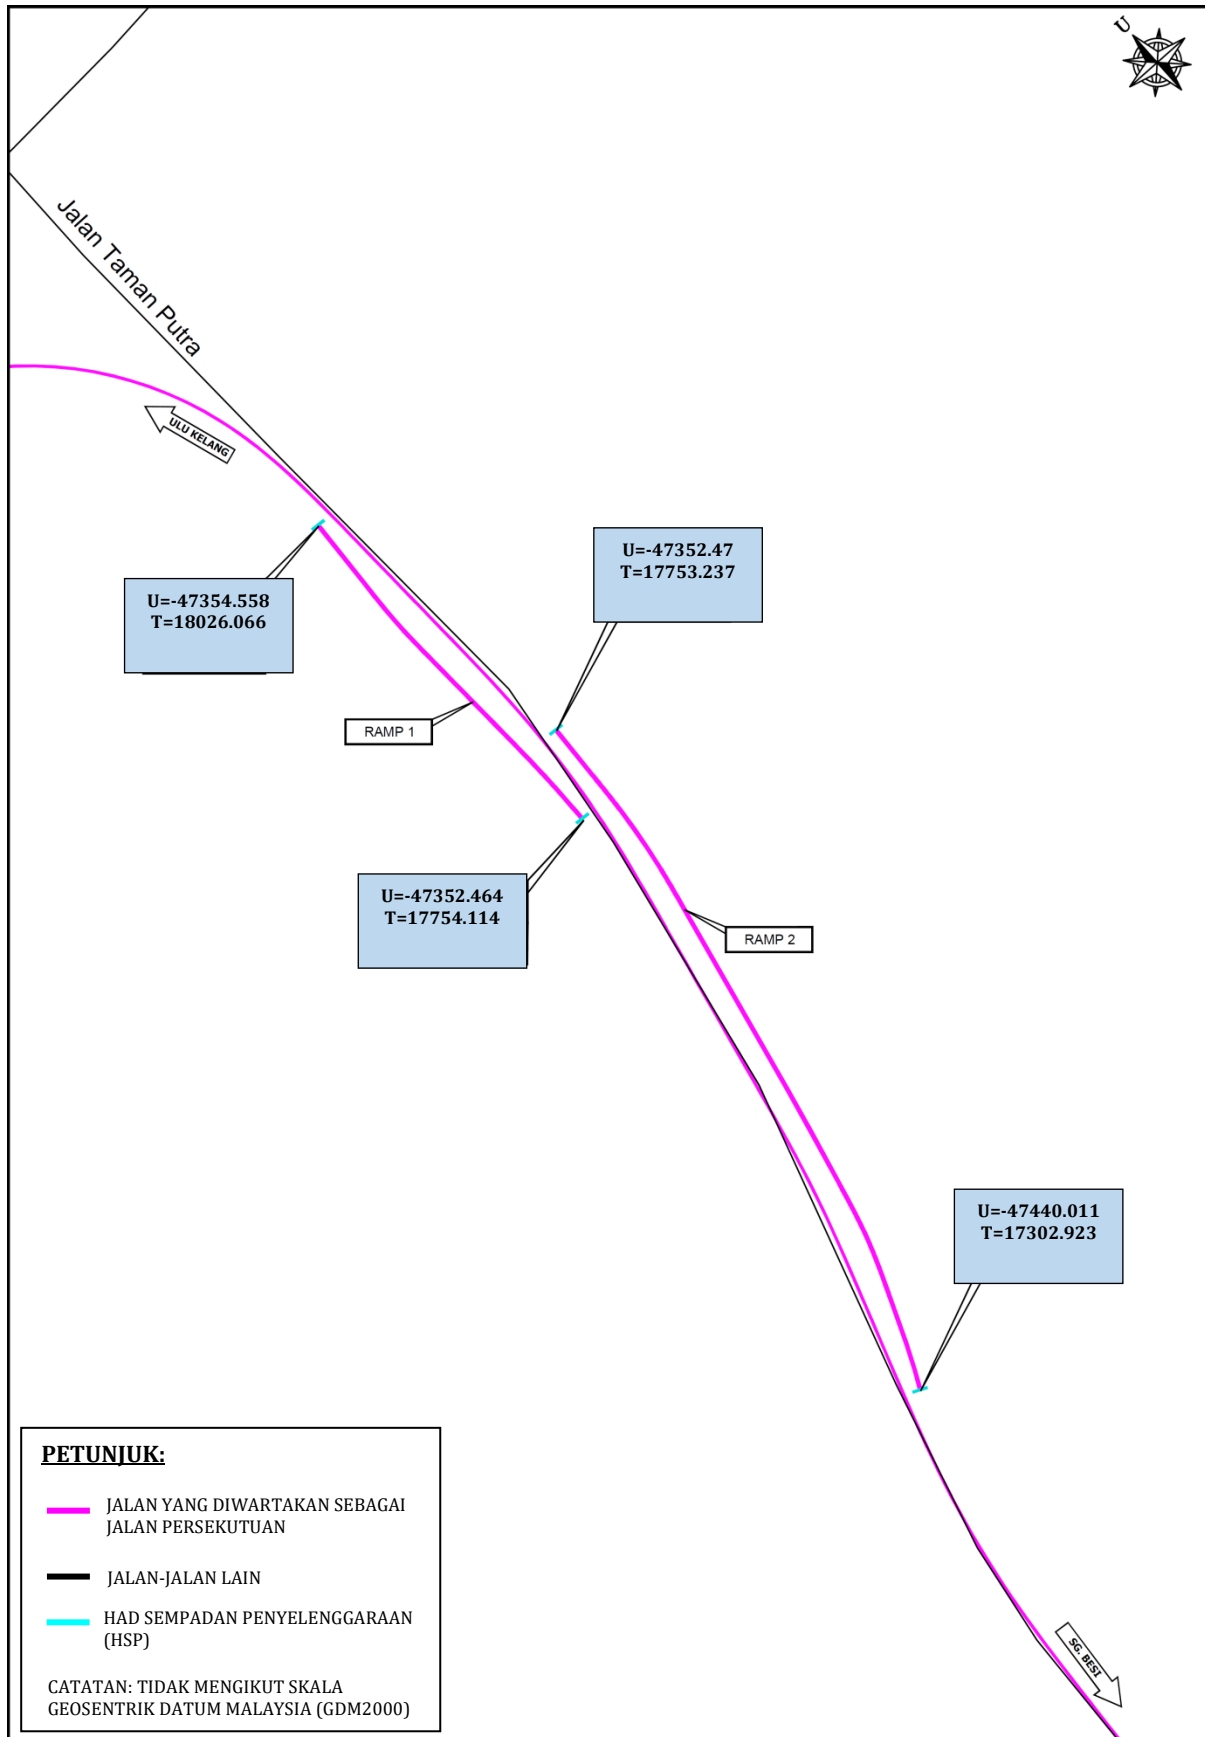 U
Jalan Taman Putra
ULU KELANG
U=-47352.47
T=17753.237
U=-47354.558
T=18026.066
RAMP 1
U=-47352.464
T=17754.114
RAMP 2
U=-47440.011
T=17302.923
PETUNJUK:
JALAN YANG DIWARTAKAN SEBAGAI
JALAN PERSEKUTUAN
JALAN-JALAN LAIN
HAD SEMPADAN PENYELENGGARAAN
(HSP)
CATATAN: TIDAK MENGIKUT SKALA
GEOSENTRIK DATUM MALAYSIA (GDM2000)
SG. BESI